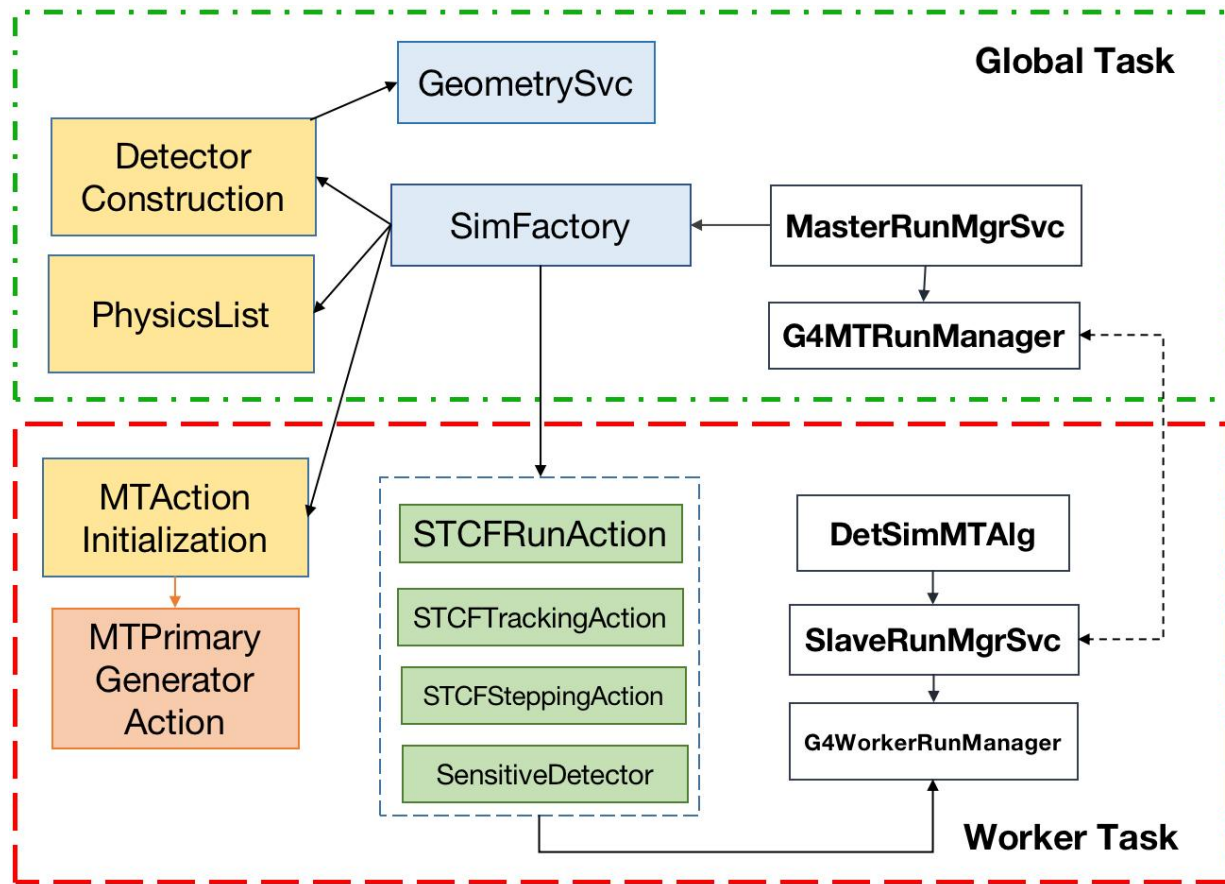 Global Task
GeometrySvc
Detector
Construction
SimFactory
MasterRunMgrSvc
PhysicsList
G4MTRunManager
MTAction
Initialization
STCFRunAction
DetSimMTAlg
STCFTrackingAction
SlaveRunMgrSvc
MTPrimary
Generator
Action
STCFSteppingAction
G4WorkerRunManager
SensitiveDetector
Worker Task